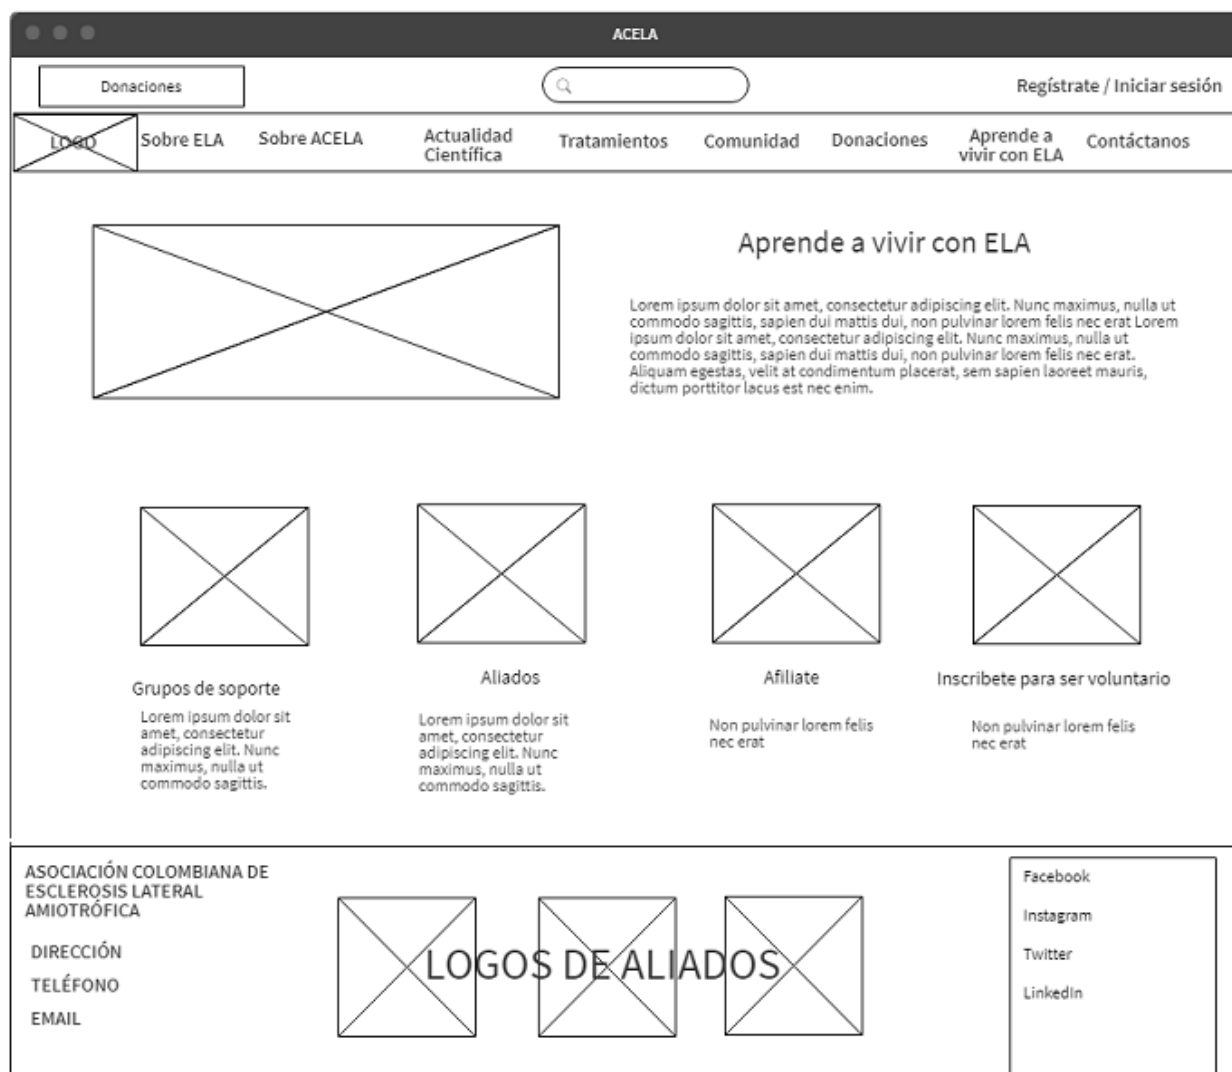 ACELA
Donaciones
Regístrate / Iniciar sesión
LOGO
Sobre ELA
Sobre ACELA
Actualidad
Científica
Tratamientos
Comunidad
Donaciones
Aprende a
vivir con ELA
Contáctanos
Aprende a vivir con ELA
Lorem ipsum dolor sit amet, consectetur adipiscing elit. Nunc maximus, nulla ut
commodo sagittis, sapien dui mattis dui, non pulvinar lorem felis nec erat Lorem
ipsum dolor sit amet, consectetur adipiscing elit. Nunc maximus, nulla ut
commodo sagittis, sapien dui mattis dui, non pulvinar lorem felis nec erat.
Aliquam egestas, velit at condimentum placerat, sem sapien laoreet mauris,
dictum porttitor lacus est nec enim.
Grupos de soporte
Lorem ipsum dolor sit
amet, consectetur
adipiscing elit. Nunc
maximus, nulla ut
commodo sagittis.
Aliados
Lorem ipsum dolor sit
amet, consectetur
adipiscing elit. Nunc
maximus, nulla ut
commodo sagittis.
Afiliate
Non pulvinar lorem felis
nec erat
Inscribete para ser voluntario
Non pulvinar lorem felis
nec erat
ASOCIACIÓN COLOMBIANA DE
ESCLEROSIS LATERAL
AMIOTRÓFICA
DIRECCIÓN
TELÉFONO
EMAIL
LOGOS DE ALIADOS
Facebook
Instagram
Twitter
LinkedIn